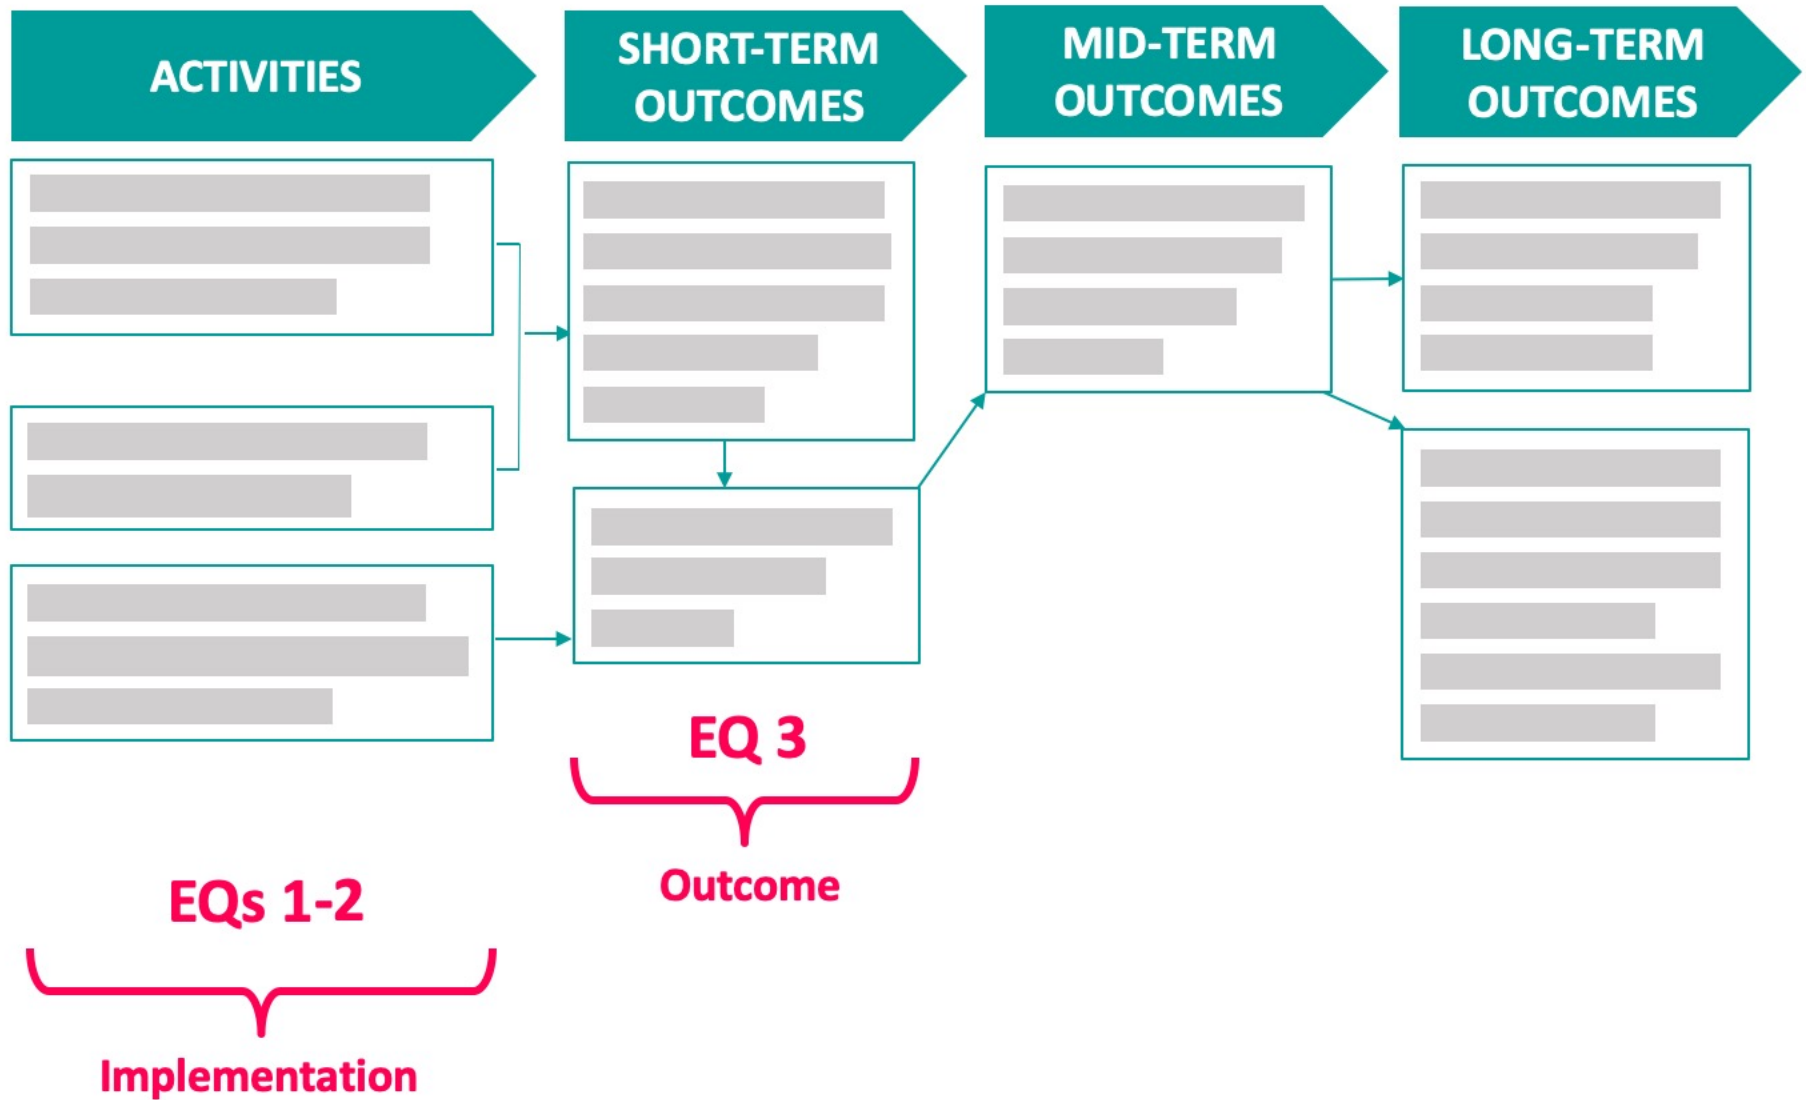 ACTIVITIES
SHORT-TERM
OUTCOMES
MID-TERM
OUTCOMES
LONG-TERM
OUTCOMES
EQ 3
Outcome
EQs 1-2
Implementation